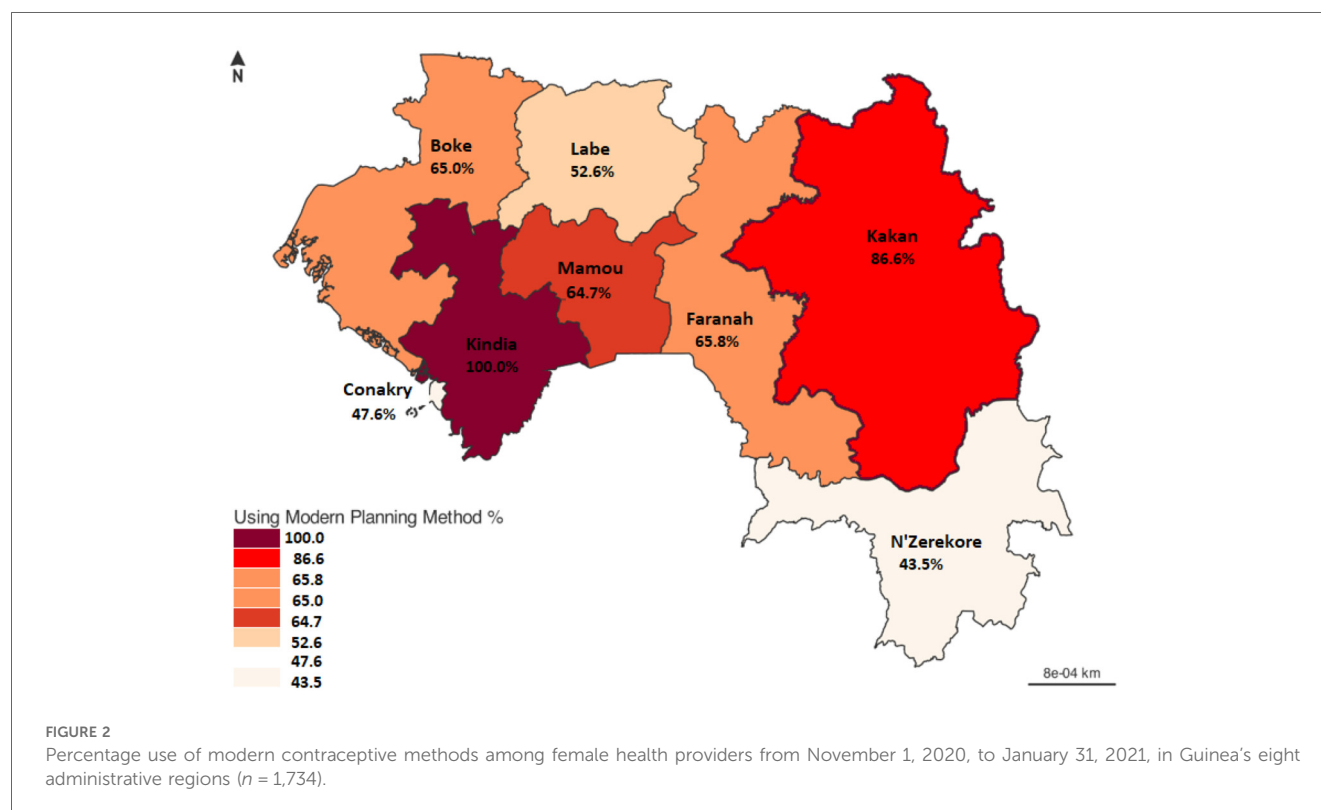 N
Boke
65.0%
Labe
52.6%
Kakan
86.6%
Mamou
64.7%
Faranah
65.8%
Kindia
100.0%
Conakry
47.6%
N'Zerekore
43.5%
Using Modern Planning Method %
100.0
86.6
65.8
65.0
64.7
52.6
47.6
43.5
8e-04 km
FIGURE 2
Percentage use of modern contraceptive methods among female health providers from November 1, 2020, to January 31, 2021, in Guinea's eight
administrative regions (n = 1,734).